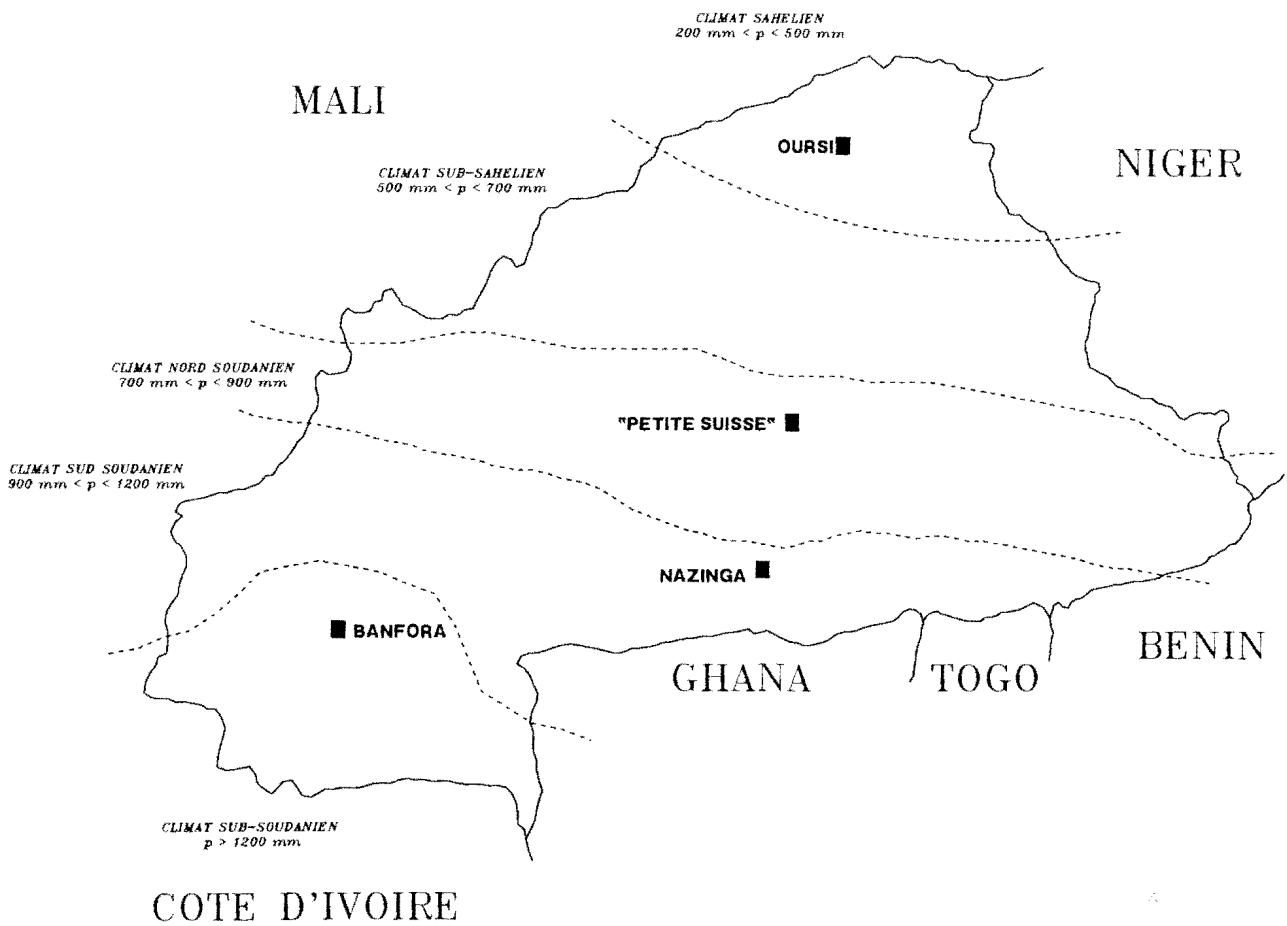 CLIMAT SAHELIEN
200 mm < p < 500 mm
MALI
OURSI
NIGER
CLIMAT SUB-SAHELIEN
500 mm < p < 700 mm
CLIMAT NORD SOUDANIEN
700 mm < p < 900 mm
"PETITE SUISSE"
CLIMAT SUD SOUDANIEN
900 mm < p < 1200 mm
NAZINGA
BANFORA
BENIN
GHANA
TOGO
CLIMAT SUB-SOUDANIEN
p > 1200 mm
COTE D'IVOIRE